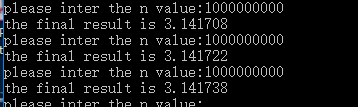 please inter the n value:1000000000
the final result is 3.141708
please inter the n value:1000000000
the final result is 3.141722
please inter the n value:1000000000
the final result is 3.141738
please inter the n value: